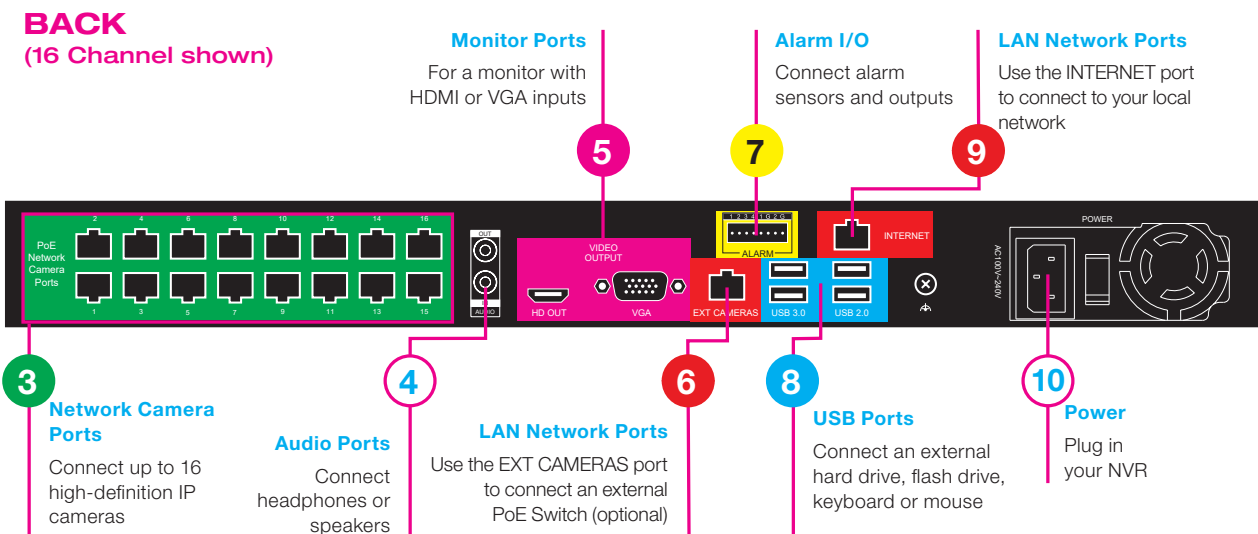 BACK
(16 Channel shown)
Monitor Ports
For a monitor with
HDMI or VGA inputs
5
Alarm I/O
Connect alarm
sensors and outputs
7
LAN Network Ports
Use the INTERNET port
to connect to your local
network
9
PoE
Network
Camera
Ports
2 4 6 8 10 12 14 16
1 3 5 7 9 11 13 15
OUT
AUDIO
VIDEO
OUTPUT
HD OUT
VGA
1 2 3 4 1 G 2 G
ALARM
EXT CAMERAS
USB 3.0
USB 2.0
INTERNET
AC100V~240V
POWER
3
Network Camera
Ports
Connect up to 16
high-definition IP
cameras
4
Audio Ports
Connect
headphones or
speakers
6
LAN Network Ports
Use the EXT CAMERAS port
to connect an external
PoE Switch (optional)
8
USB Ports
Connect an external
hard drive, flash drive,
keyboard or mouse
10
Power
Plug in
your NVR